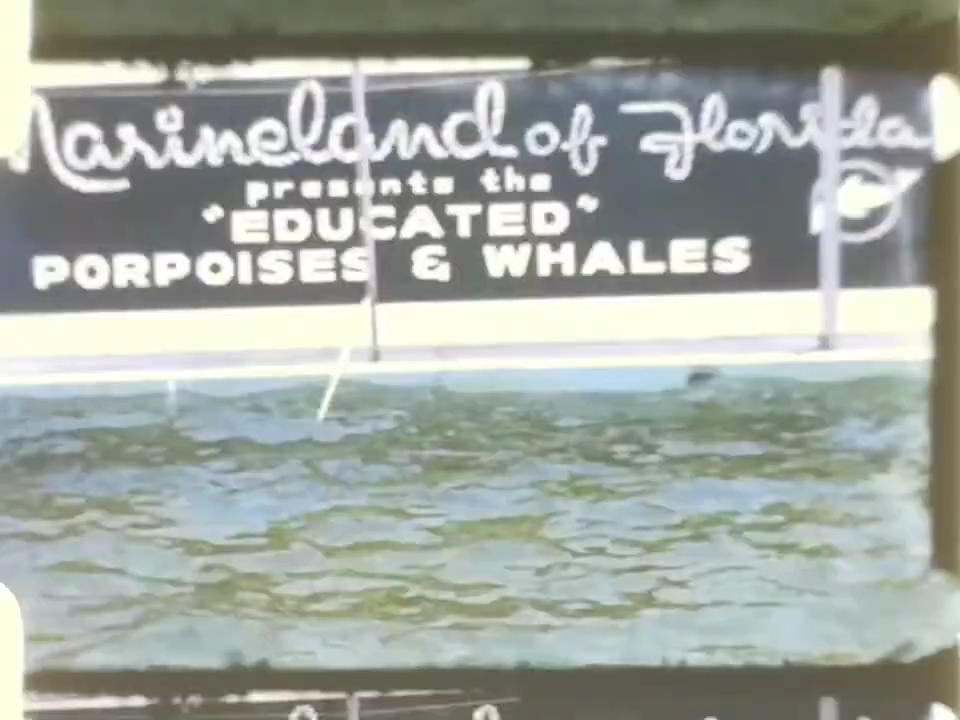 Marineland of Florida
presents the
"EDUCATED"
PORPOISES & WHALES